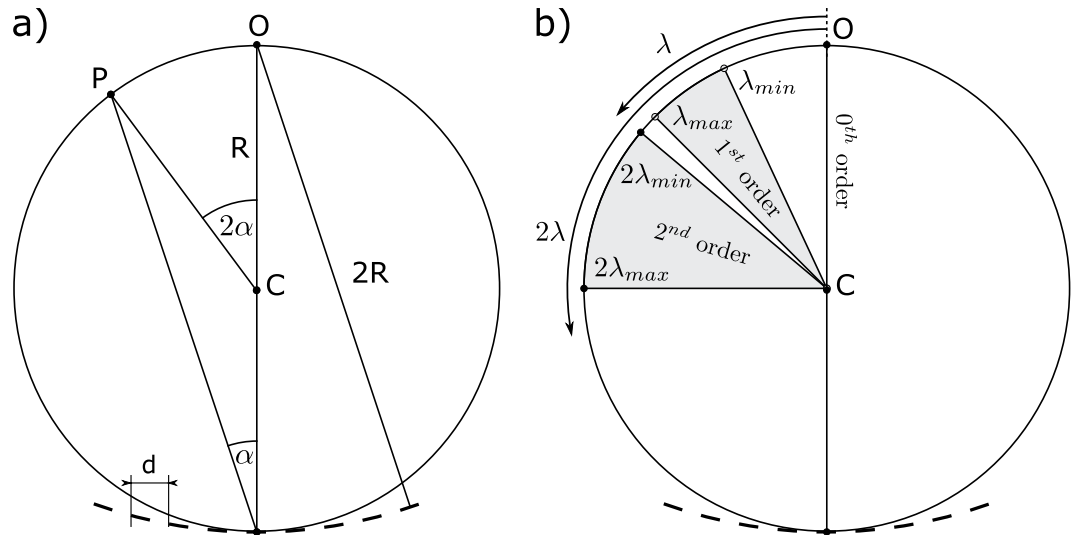 a)
O
P
R
2α
C
2R
α
d
b)
O
λ
λmin
λmax
0th order
1st order
2λmin
2λ
2nd order
2λmax
C